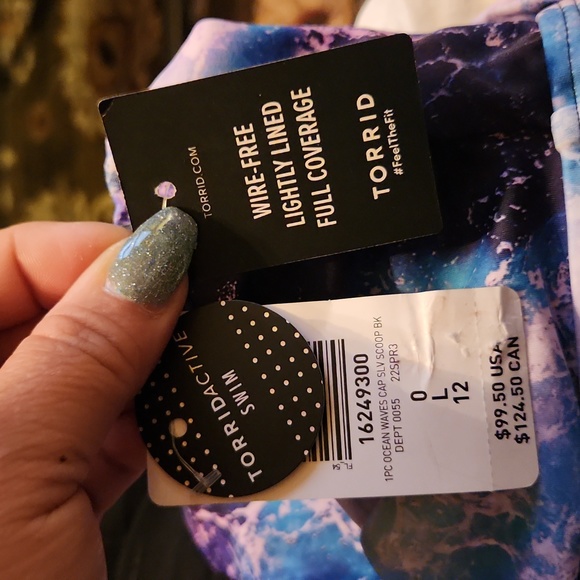 TORRID.COM
WIRE-FREE
LIGHTLY LINED
FULL COVERAGE
TORRID
#FeelTheFit
TORRIDACTIVE
SWIM
16249300
1PC OCEAN WAVES CAP SLV SCOOP BK
DEPT 0055 22SPR3
0
L
12
$99.50 USA
$124.50 CAN